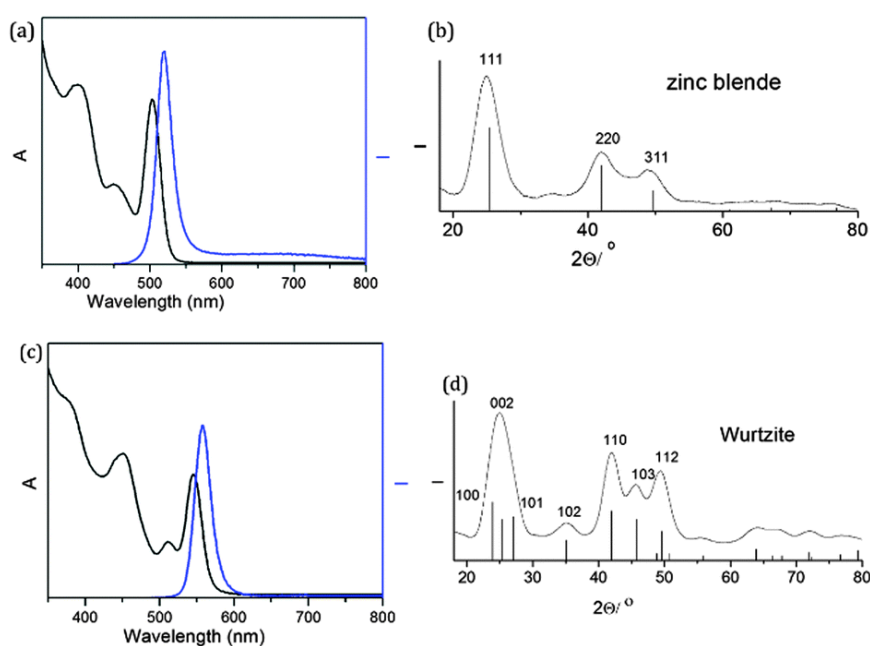 (a)
A
I
400 500 600 700 800
Wavelength (nm)
(b)
zinc blende
111
220
311
I
20 40 60 80
2Θ/ °
(c)
A
I
400 500 600 700 800
Wavelength (nm)
(d)
Wurtzite
002
110
103
112
100
101
102
I
20 30 40 50 60 70 80
2Θ/ °